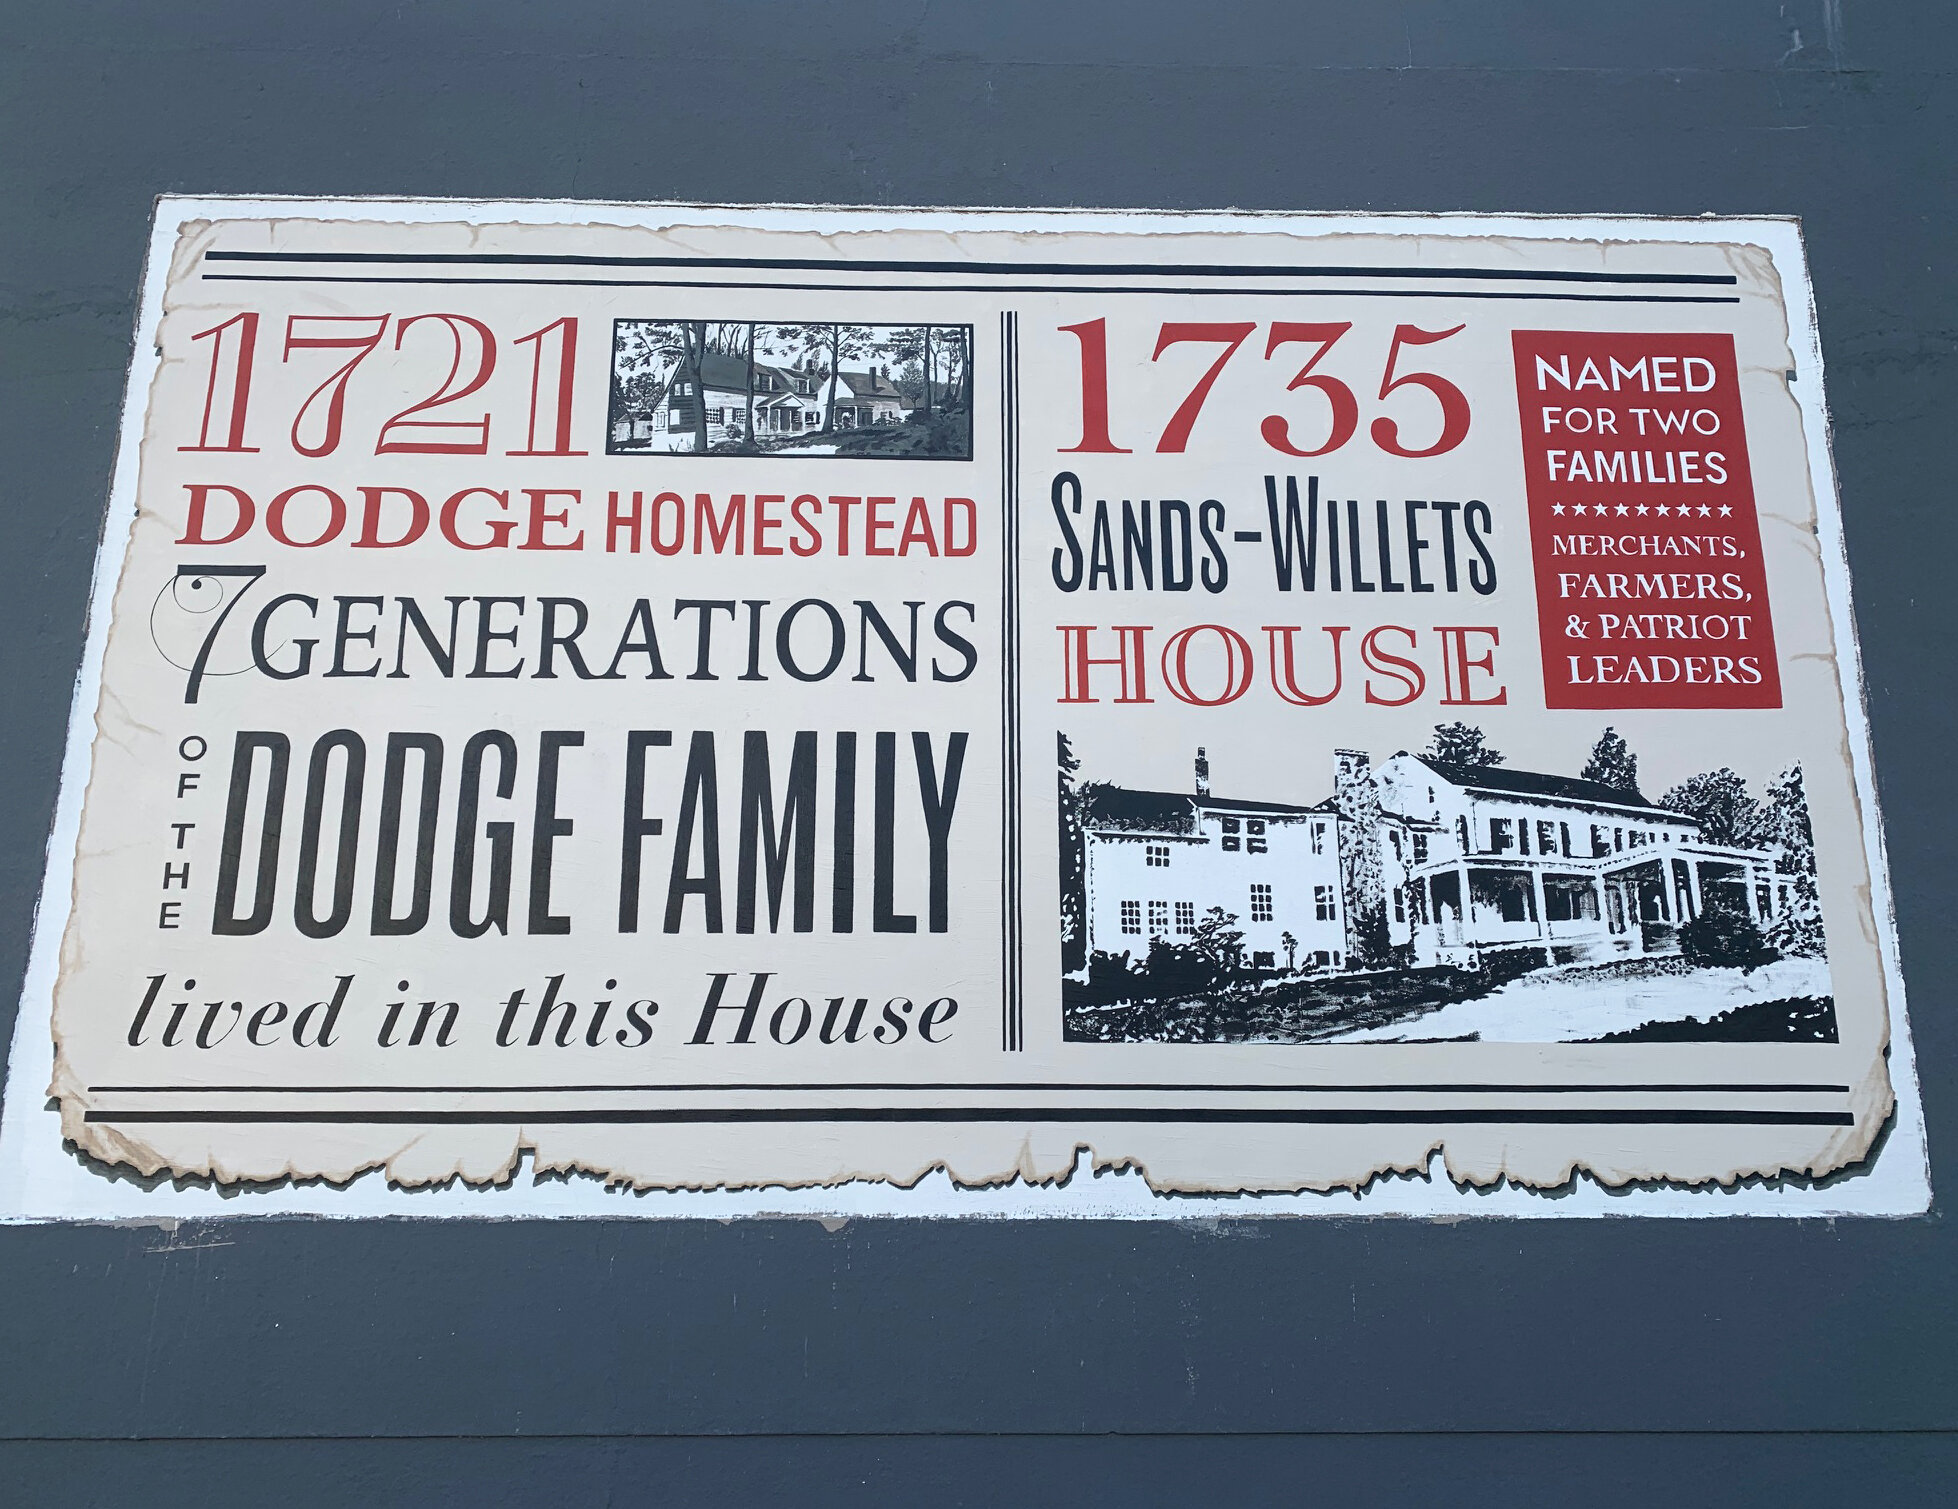 1721
DODGE HOMESTEAD
7 GENERATIONS
OF THE
DODGE FAMILY
lived in this House
1735
SANDS-WILLETS
HOUSE
NAMED
FOR TWO
FAMILIES
MERCHANTS,
FARMERS,
& PATRIOT
LEADERS